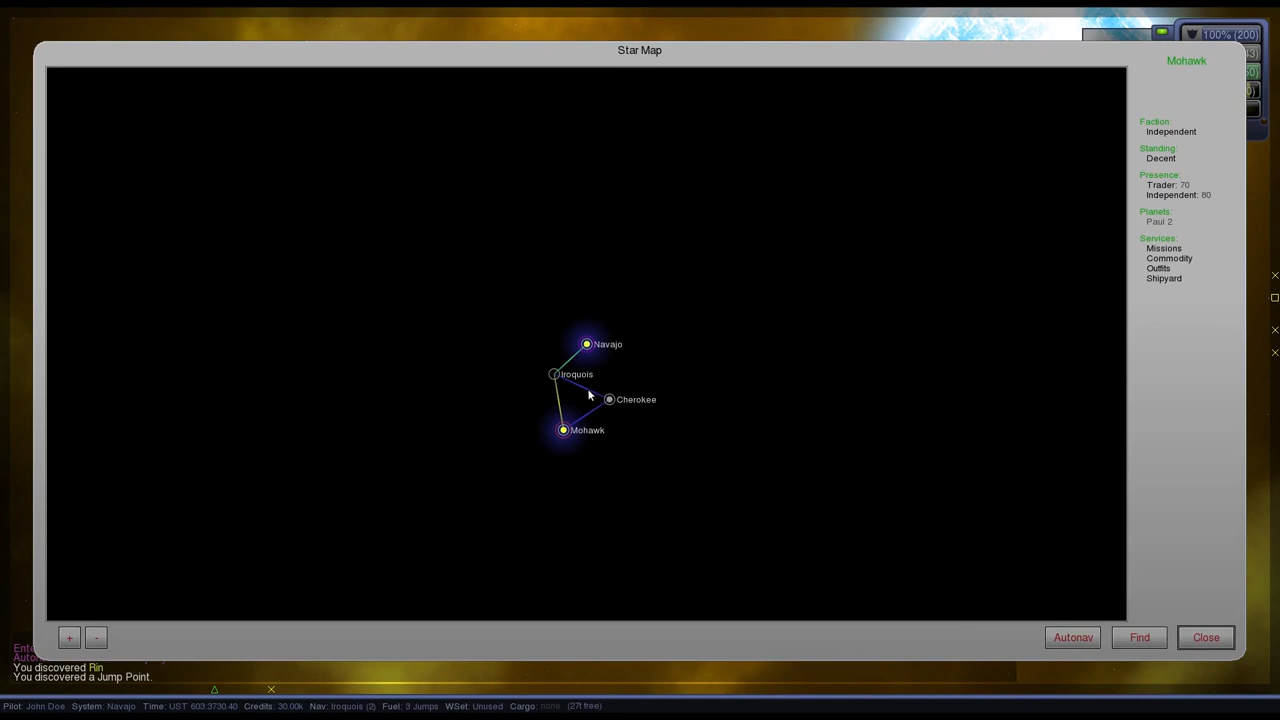 Star Map
100% (200)
Mohawk
Faction:
Independent
Standing:
Decent
Presence:
Trader: 70
Independent: 80
Planets:
Paul 2
Services:
Missions
Commodity
Outfits
Shipyard
Navajo
Iroquois
Cherokee
Mohawk
+
-
Autonav
Find
Close
You discovered Rin
You discovered a Jump Point.
Pilot: John Doe System: Navajo Time: UST 603:3730.40 Credits: 30.00k Nav: Iroquois (2) Fuel: 3 Jumps WSet: Unused Cargo: none (27t free)